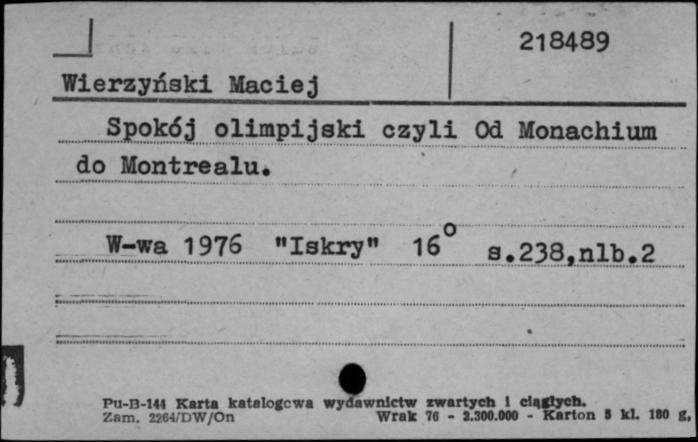 218489
Wierzyński Maciej
Spokój olimpijski czyli Od Monachium
do Montrealu.
W-wa 1976 "Iskry" 16° s.238,nlb.2
Pu-B-144 Karta katalogowa wydawnictw zwartych i ciągłych.
Zam. 2264/DW/On Wrak 76 - 2.300.000 - Karton 5 kl. 180 g.